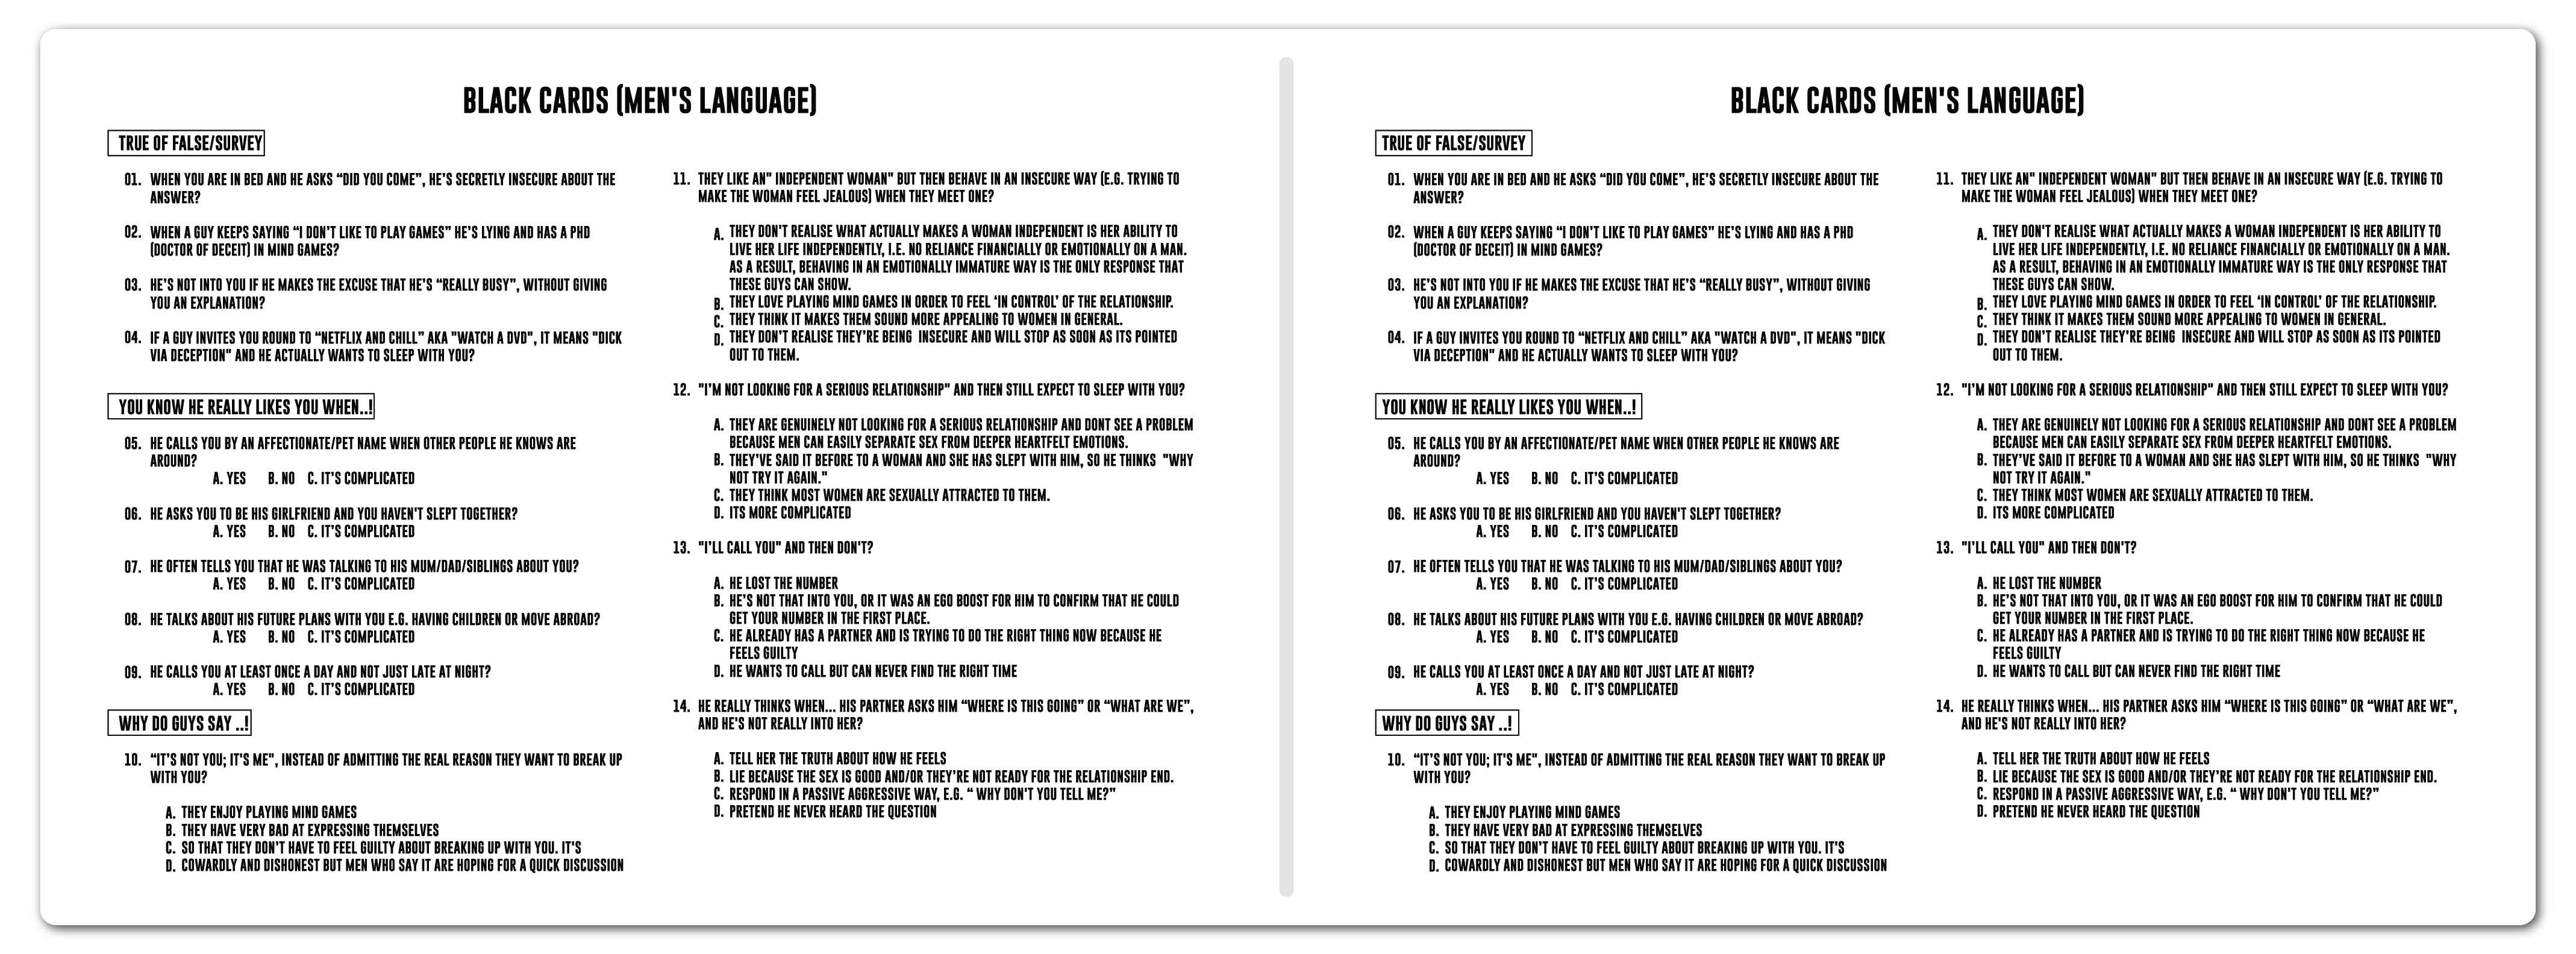 BLACK CARDS (MEN'S LANGUAGE)
TRUE OF FALSE/SURVEY
01. WHEN YOU ARE IN BED AND HE ASKS “DID YOU COME”, HE’S SECRETLY INSECURE ABOUT THE
ANSWER?
02. WHEN A GUY KEEPS SAYING “I DON’T LIKE TO PLAY GAMES” HE’S LYING AND HAS A PHD
(DOCTOR OF DECEIT) IN MIND GAMES?
03. HE’S NOT INTO YOU IF HE MAKES THE EXCUSE THAT HE’S “REALLY BUSY”, WITHOUT GIVING
YOU AN EXPLANATION?
04. IF A GUY INVITES YOU ROUND TO “NETFLIX AND CHILL” AKA "WATCH A DVD", IT MEANS "DICK
VIA DECEPTION" AND HE ACTUALLY WANTS TO SLEEP WITH YOU?
YOU KNOW HE REALLY LIKES YOU WHEN..!
05. HE CALLS YOU BY AN AFFECTIONATE/PET NAME WHEN OTHER PEOPLE HE KNOWS ARE
AROUND?
A. YES B. NO C. IT’S COMPLICATED
06. HE ASKS YOU TO BE HIS GIRLFRIEND AND YOU HAVEN'T SLEPT TOGETHER?
A. YES B. NO C. IT’S COMPLICATED
07. HE OFTEN TELLS YOU THAT HE WAS TALKING TO HIS MUM/DAD/SIBLINGS ABOUT YOU?
A. YES B. NO C. IT’S COMPLICATED
08. HE TALKS ABOUT HIS FUTURE PLANS WITH YOU E.G. HAVING CHILDREN OR MOVE ABROAD?
A. YES B. NO C. IT’S COMPLICATED
09. HE CALLS YOU AT LEAST ONCE A DAY AND NOT JUST LATE AT NIGHT?
A. YES B. NO C. IT’S COMPLICATED
WHY DO GUYS SAY ..!
10. “IT’S NOT YOU; IT'S ME", INSTEAD OF ADMITTING THE REAL REASON THEY WANT TO BREAK UP
WITH YOU?
A. THEY ENJOY PLAYING MIND GAMES
B. THEY HAVE VERY BAD AT EXPRESSING THEMSELVES
C. SO THAT THEY DON’T HAVE TO FEEL GUILTY ABOUT BREAKING UP WITH YOU. IT'S
D. COWARDLY AND DISHONEST BUT MEN WHO SAY IT ARE HOPING FOR A QUICK DISCUSSION
11. THEY LIKE AN" INDEPENDENT WOMAN" BUT THEN BEHAVE IN AN INSECURE WAY (E.G. TRYING TO
MAKE THE WOMAN FEEL JEALOUS) WHEN THEY MEET ONE?
A. THEY DON'T REALISE WHAT ACTUALLY MAKES A WOMAN INDEPENDENT IS HER ABILITY TO
LIVE HER LIFE INDEPENDENTLY, I.E. NO RELIANCE FINANCIALLY OR EMOTIONALLY ON A MAN.
AS A RESULT, BEHAVING IN AN EMOTIONALLY IMMATURE WAY IS THE ONLY RESPONSE THAT
THESE GUYS CAN SHOW.
B. THEY LOVE PLAYING MIND GAMES IN ORDER TO FEEL ‘IN CONTROL’ OF THE RELATIONSHIP.
C. THEY THINK IT MAKES THEM SOUND MORE APPEALING TO WOMEN IN GENERAL.
D. THEY DON’T REALISE THEY’RE BEING INSECURE AND WILL STOP AS SOON AS ITS POINTED
OUT TO THEM.
12. "I’M NOT LOOKING FOR A SERIOUS RELATIONSHIP" AND THEN STILL EXPECT TO SLEEP WITH YOU?
A. THEY ARE GENUINELY NOT LOOKING FOR A SERIOUS RELATIONSHIP AND DONT SEE A PROBLEM
BECAUSE MEN CAN EASILY SEPARATE SEX FROM DEEPER HEARTFELT EMOTIONS.
B. THEY’VE SAID IT BEFORE TO A WOMAN AND SHE HAS SLEPT WITH HIM, SO HE THINKS "WHY
NOT TRY IT AGAIN."
C. THEY THINK MOST WOMEN ARE SEXUALLY ATTRACTED TO THEM.
D. ITS MORE COMPLICATED
13. "I’LL CALL YOU" AND THEN DON'T?
A. HE LOST THE NUMBER
B. HE’S NOT THAT INTO YOU, OR IT WAS AN EGO BOOST FOR HIM TO CONFIRM THAT HE COULD
GET YOUR NUMBER IN THE FIRST PLACE.
C. HE ALREADY HAS A PARTNER AND IS TRYING TO DO THE RIGHT THING NOW BECAUSE HE
FEELS GUILTY
D. HE WANTS TO CALL BUT CAN NEVER FIND THE RIGHT TIME
14. HE REALLY THINKS WHEN... HIS PARTNER ASKS HIM “WHERE IS THIS GOING” OR “WHAT ARE WE”,
AND HE'S NOT REALLY INTO HER?
A. TELL HER THE TRUTH ABOUT HOW HE FEELS
B. LIE BECAUSE THE SEX IS GOOD AND/OR THEY’RE NOT READY FOR THE RELATIONSHIP END.
C. RESPOND IN A PASSIVE AGGRESSIVE WAY, E.G. “ WHY DON'T YOU TELL ME?”
D. PRETEND HE NEVER HEARD THE QUESTION
BLACK CARDS (MEN'S LANGUAGE)
TRUE OF FALSE/SURVEY
01. WHEN YOU ARE IN BED AND HE ASKS “DID YOU COME”, HE’S SECRETLY INSECURE ABOUT THE
ANSWER?
02. WHEN A GUY KEEPS SAYING “I DON’T LIKE TO PLAY GAMES” HE’S LYING AND HAS A PHD
(DOCTOR OF DECEIT) IN MIND GAMES?
03. HE’S NOT INTO YOU IF HE MAKES THE EXCUSE THAT HE’S “REALLY BUSY”, WITHOUT GIVING
YOU AN EXPLANATION?
04. IF A GUY INVITES YOU ROUND TO “NETFLIX AND CHILL” AKA "WATCH A DVD", IT MEANS "DICK
VIA DECEPTION" AND HE ACTUALLY WANTS TO SLEEP WITH YOU?
YOU KNOW HE REALLY LIKES YOU WHEN..!
05. HE CALLS YOU BY AN AFFECTIONATE/PET NAME WHEN OTHER PEOPLE HE KNOWS ARE
AROUND?
A. YES B. NO C. IT’S COMPLICATED
06. HE ASKS YOU TO BE HIS GIRLFRIEND AND YOU HAVEN'T SLEPT TOGETHER?
A. YES B. NO C. IT’S COMPLICATED
07. HE OFTEN TELLS YOU THAT HE WAS TALKING TO HIS MUM/DAD/SIBLINGS ABOUT YOU?
A. YES B. NO C. IT’S COMPLICATED
08. HE TALKS ABOUT HIS FUTURE PLANS WITH YOU E.G. HAVING CHILDREN OR MOVE ABROAD?
A. YES B. NO C. IT’S COMPLICATED
09. HE CALLS YOU AT LEAST ONCE A DAY AND NOT JUST LATE AT NIGHT?
A. YES B. NO C. IT’S COMPLICATED
WHY DO GUYS SAY ..!
10. “IT’S NOT YOU; IT'S ME", INSTEAD OF ADMITTING THE REAL REASON THEY WANT TO BREAK UP
WITH YOU?
A. THEY ENJOY PLAYING MIND GAMES
B. THEY HAVE VERY BAD AT EXPRESSING THEMSELVES
C. SO THAT THEY DON’T HAVE TO FEEL GUILTY ABOUT BREAKING UP WITH YOU. IT'S
D. COWARDLY AND DISHONEST BUT MEN WHO SAY IT ARE HOPING FOR A QUICK DISCUSSION
11. THEY LIKE AN" INDEPENDENT WOMAN" BUT THEN BEHAVE IN AN INSECURE WAY (E.G. TRYING TO
MAKE THE WOMAN FEEL JEALOUS) WHEN THEY MEET ONE?
A. THEY DON'T REALISE WHAT ACTUALLY MAKES A WOMAN INDEPENDENT IS HER ABILITY TO
LIVE HER LIFE INDEPENDENTLY, I.E. NO RELIANCE FINANCIALLY OR EMOTIONALLY ON A MAN.
AS A RESULT, BEHAVING IN AN EMOTIONALLY IMMATURE WAY IS THE ONLY RESPONSE THAT
THESE GUYS CAN SHOW.
B. THEY LOVE PLAYING MIND GAMES IN ORDER TO FEEL ‘IN CONTROL’ OF THE RELATIONSHIP.
C. THEY THINK IT MAKES THEM SOUND MORE APPEALING TO WOMEN IN GENERAL.
D. THEY DON’T REALISE THEY’RE BEING INSECURE AND WILL STOP AS SOON AS ITS POINTED
OUT TO THEM.
12. "I’M NOT LOOKING FOR A SERIOUS RELATIONSHIP" AND THEN STILL EXPECT TO SLEEP WITH YOU?
A. THEY ARE GENUINELY NOT LOOKING FOR A SERIOUS RELATIONSHIP AND DONT SEE A PROBLEM
BECAUSE MEN CAN EASILY SEPARATE SEX FROM DEEPER HEARTFELT EMOTIONS.
B. THEY’VE SAID IT BEFORE TO A WOMAN AND SHE HAS SLEPT WITH HIM, SO HE THINKS "WHY
NOT TRY IT AGAIN."
C. THEY THINK MOST WOMEN ARE SEXUALLY ATTRACTED TO THEM.
D. ITS MORE COMPLICATED
13. "I’LL CALL YOU" AND THEN DON'T?
A. HE LOST THE NUMBER
B. HE’S NOT THAT INTO YOU, OR IT WAS AN EGO BOOST FOR HIM TO CONFIRM THAT HE COULD
GET YOUR NUMBER IN THE FIRST PLACE.
C. HE ALREADY HAS A PARTNER AND IS TRYING TO DO THE RIGHT THING NOW BECAUSE HE
FEELS GUILTY
D. HE WANTS TO CALL BUT CAN NEVER FIND THE RIGHT TIME
14. HE REALLY THINKS WHEN... HIS PARTNER ASKS HIM “WHERE IS THIS GOING” OR “WHAT ARE WE”,
AND HE'S NOT REALLY INTO HER?
A. TELL HER THE TRUTH ABOUT HOW HE FEELS
B. LIE BECAUSE THE SEX IS GOOD AND/OR THEY’RE NOT READY FOR THE RELATIONSHIP END.
C. RESPOND IN A PASSIVE AGGRESSIVE WAY, E.G. “ WHY DON'T YOU TELL ME?”
D. PRETEND HE NEVER HEARD THE QUESTION